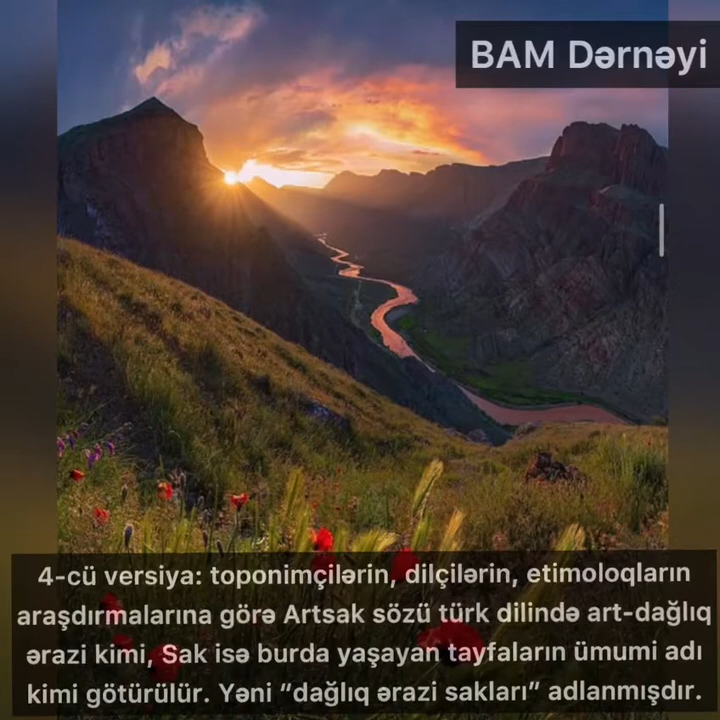 BAM Dərnəyi
4-cü versiya: toponimçilərin, dilçilərin, etimoloqların
araşdırmalarına görə Artsak sözü türk dilində art-dağlıq
ərazi kimi, Sak isə burda yaşayan tayfaların ümumi adı
kimi götürülür. Yəni “dağlıq ərazi sakları” adlanmışdır.